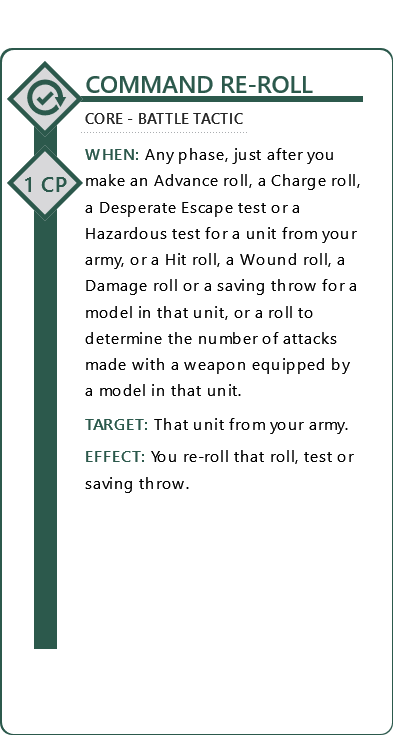 COMMAND RE-ROLL
CORE - BATTLE TACTIC
1 CP
WHEN: Any phase, just after you
make an Advance roll, a Charge roll,
a Desperate Escape test or a
Hazardous test for a unit from your
army, or a Hit roll, a Wound roll, a
Damage roll or a saving throw for a
model in that unit, or a roll to
determine the number of attacks
made with a weapon equipped by
a model in that unit.
TARGET: That unit from your army.
EFFECT: You re-roll that roll, test or
saving throw.